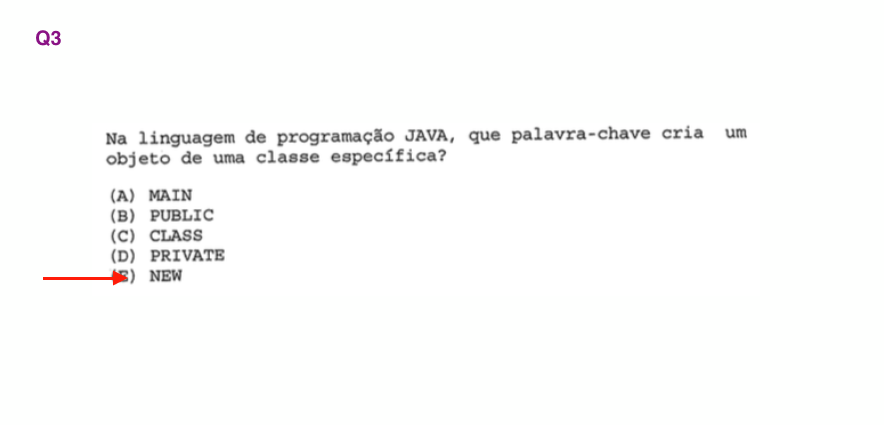 Q3
Na linguagem de programação JAVA, que palavra-chave cria um
objeto de uma classe específica?
(A) MAIN
(B) PUBLIC
(C) CLASS
(D) PRIVATE
(E) NEW